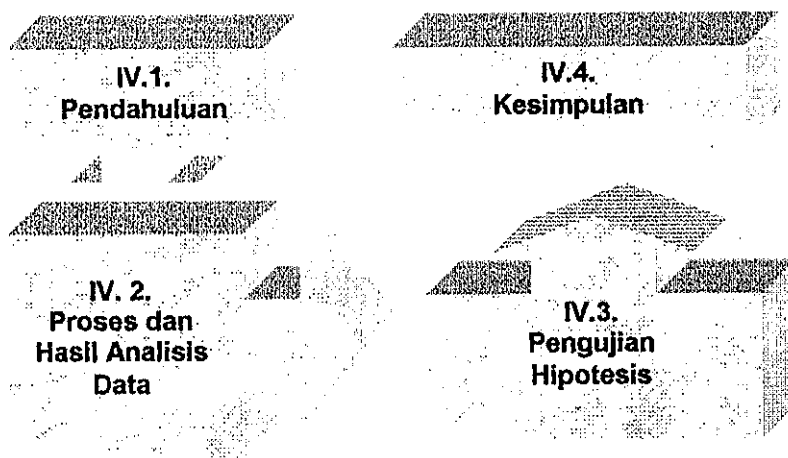 IV.1.
Pendahuluan
IV. 2.
Proses dan
Hasil Analisis
Data
IV.3.
Pengujian
Hipotesis
IV.4.
Kesimpulan